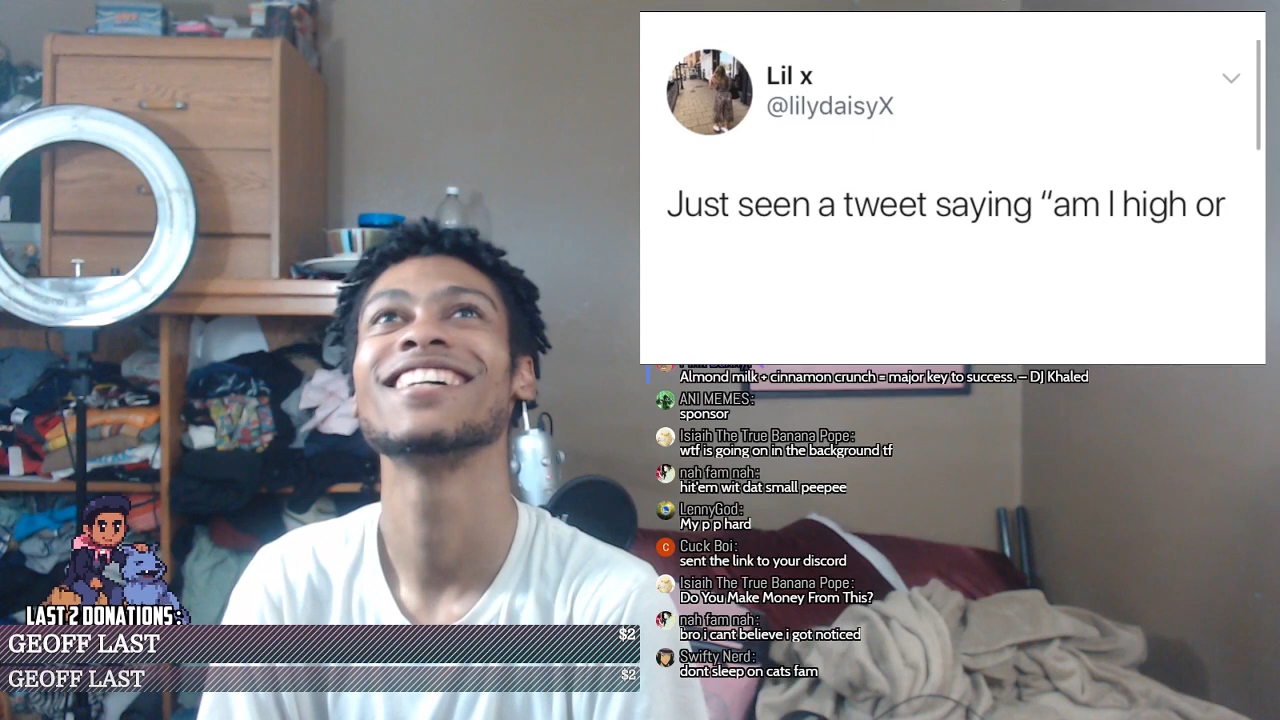 Lil x
@lilydaisyX
Just seen a tweet saying “am I high or
Almond milk + cinnamon crunch = major key to success. – DJ Khaled
ANI MEMES:
sponsor
Isiaih The True Banana Pope:
wtf is going on in the background tf
nah fam nah:
hit'em wit dat small peepee
LennyGod:
My p p hard
Cuck Boi:
C
sent the link to your discord
Isiaih The True Banana Pope:
Do You Make Money From This?
nah fam nah:
bro i cant believe i got noticed
Swifty Nerd:
dont sleep on cats fam
LAST 2 DONATIONS:
GEOFF LAST $2
GEOFF LAST $2